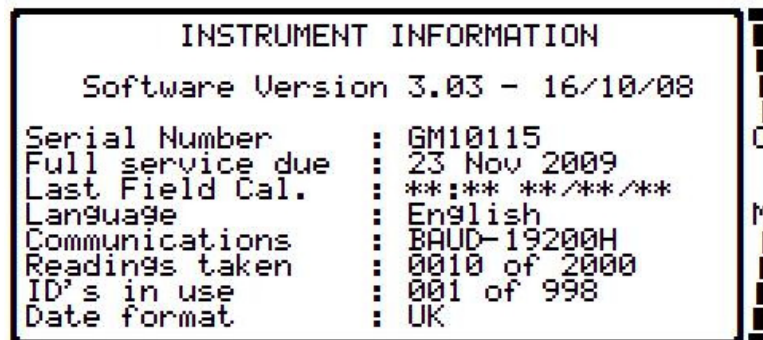 INSTRUMENT INFORMATION
Software Version 3.03 - 16/10/08
Serial Number : GM10115
Full service due : 23 Nov 2009
Last Field Cal. : **:** **/**/**
Language : English
Communications : BAUD-19200H
Readings taken : 0010 of 2000
ID's in use : 001 of 998
Date format : UK